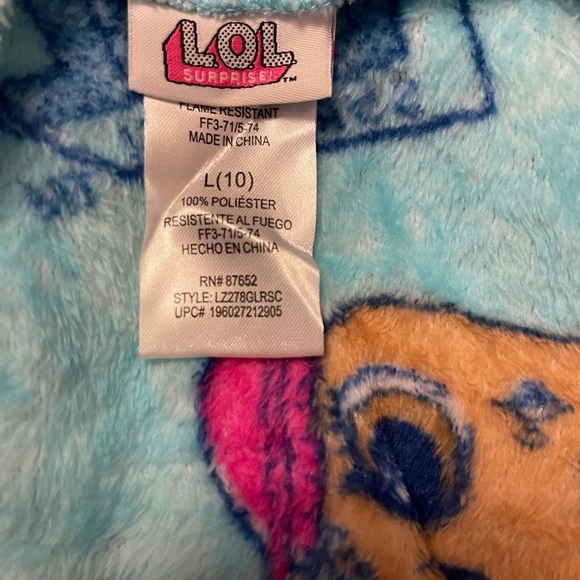 L.O.L
SURPRISE! ™
FLAME RESISTANT
FF3-71/5-74
MADE IN CHINA
L(10)
100% POLIÉSTER
RESISTENTE AL FUEGO
FF3-71/5-74
HECHO EN CHINA
RN# 87652
STYLE: LZ278GLRSC
UPC# 196027212905